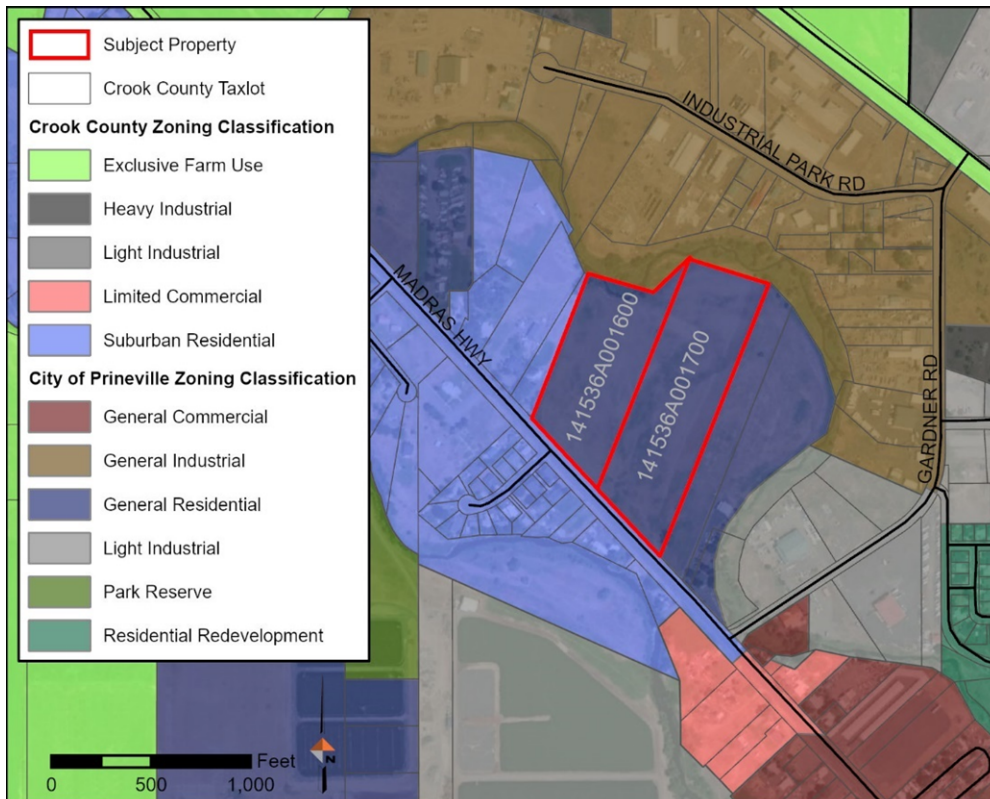 Subject Property
Crook County Taxlot
Crook County Zoning Classification
Exclusive Farm Use
Heavy Industrial
Light Industrial
Limited Commercial
Suburban Residential
City of Prineville Zoning Classification
General Commercial
General Industrial
General Residential
Light Industrial
Park Reserve
Residential Redevelopment
INDUSTRIAL PARK RD
MADRAS HWY
141536A001600
141536A001700
GARDNER RD
Feet
0 500 1,000
N